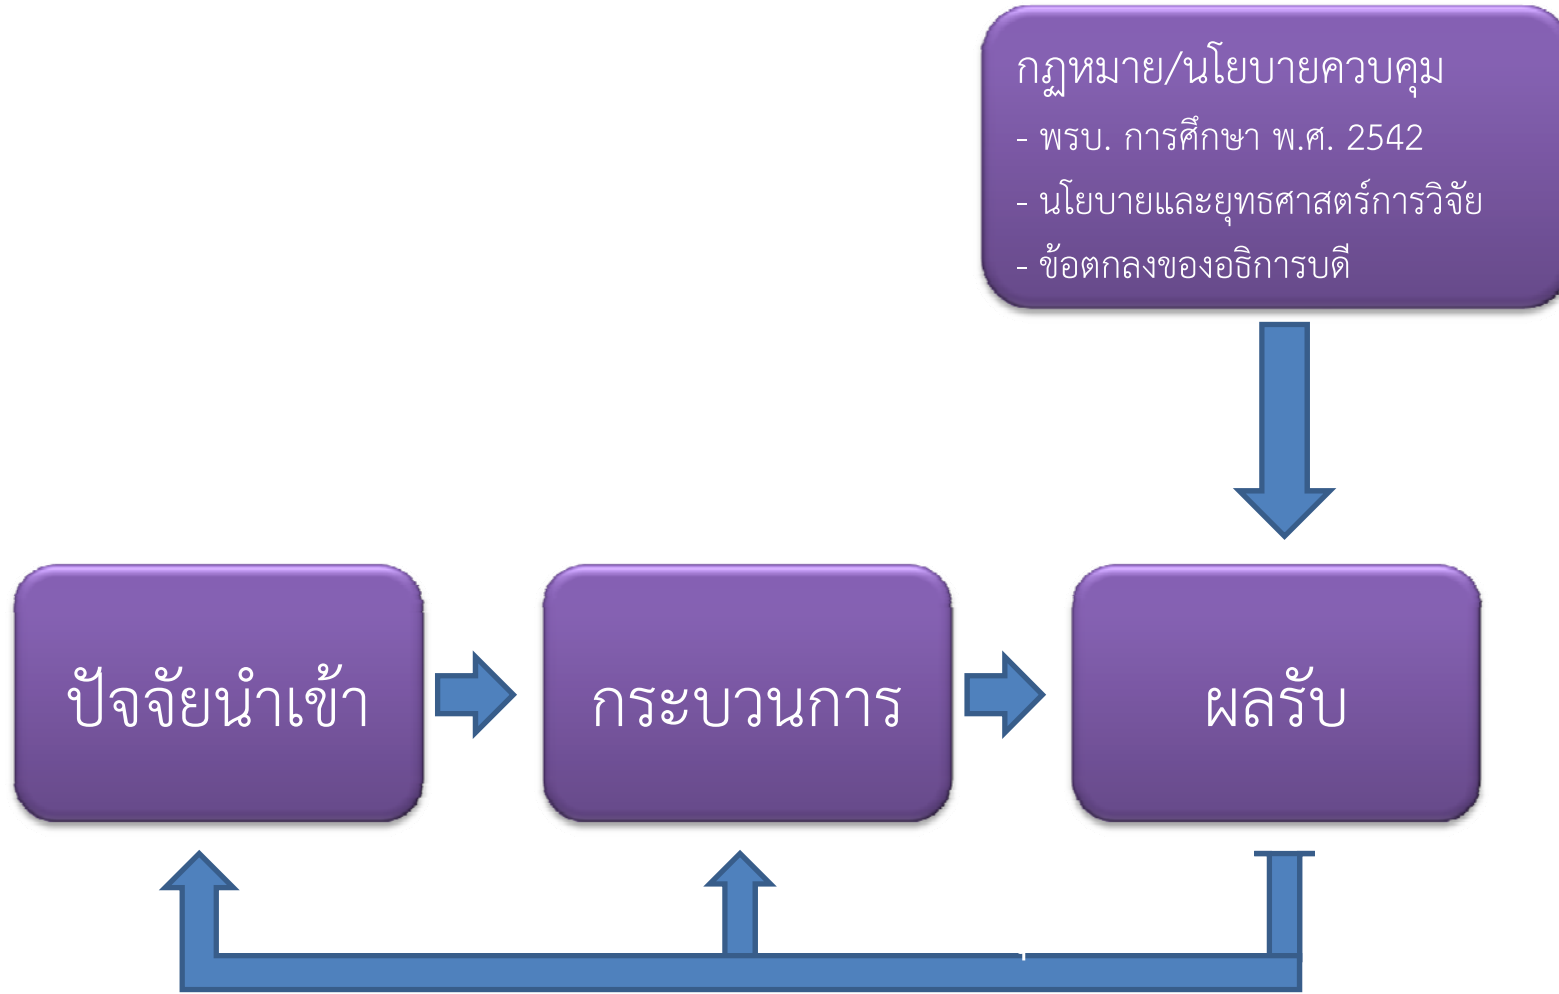 กฎหมาย/นโยบายควบคุม
- พรบ. การศึกษา พ.ศ. 2542
- นโยบายและยุทธศาสตร์การวิจัย
- ข้อตกลงของอธิการบดี
ปัจจัยนำเข้า
กระบวนการ
ผลรับ